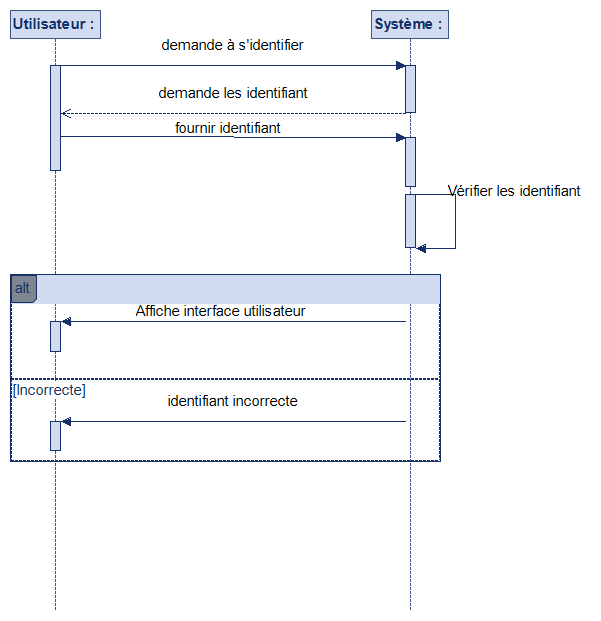 Utilisateur :
Système :
demande à s'identifier
demande les identifiant
fournir identifiant
Vérifier les identifiant
alt
Affiche interface utilisateur
[Incorrecte]
identifiant incorrecte